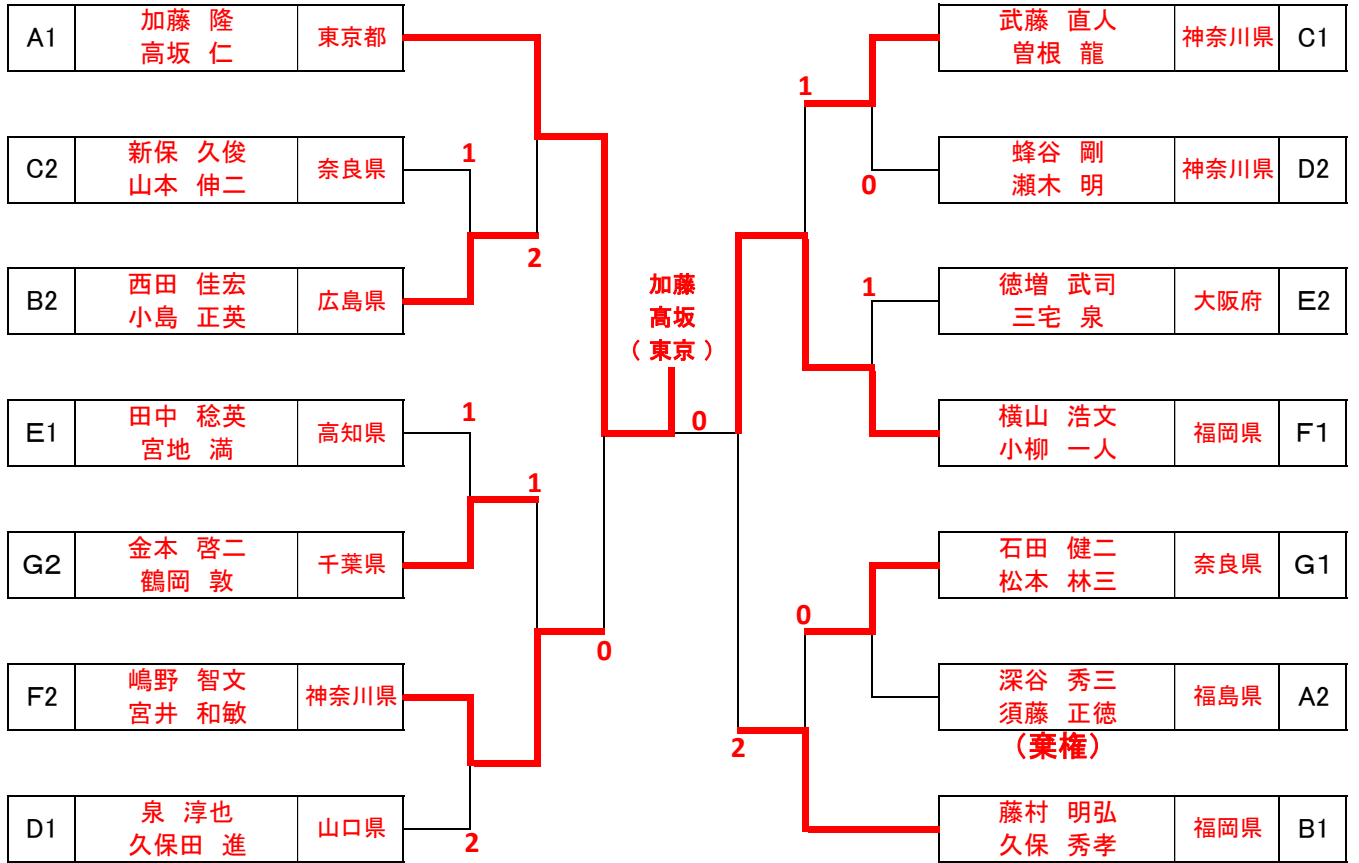 A1 加藤 隆 東京都
高坂 仁
C2 新保 久俊 奈良県
山本 伸二
1
B2 西田 佳宏 広島県
小島 正英
2
E1 田中 稔英 高知県
宮地 満
1
G2 金本 啓二 千葉県
鶴岡 敦
1
F2 嶋野 智文 神奈川県
宮井 和敏
0
D1 泉 淳也 山口県
久保田 進
2
加藤
高坂
（ 東京 ）
0
武藤 直人 神奈川県 C1
曽根 龍
1
蜂谷 剛 神奈川県 D2
瀬木 明
0
徳増 武司 大阪府 E2
三宅 泉
1
横山 浩文 福岡県 F1
小柳 一人
石田 健二 奈良県 G1
松本 林三
0
深谷 秀三 福島県 A2
須藤 正徳
（棄権）
2
藤村 明弘 福岡県 B1
久保 秀孝